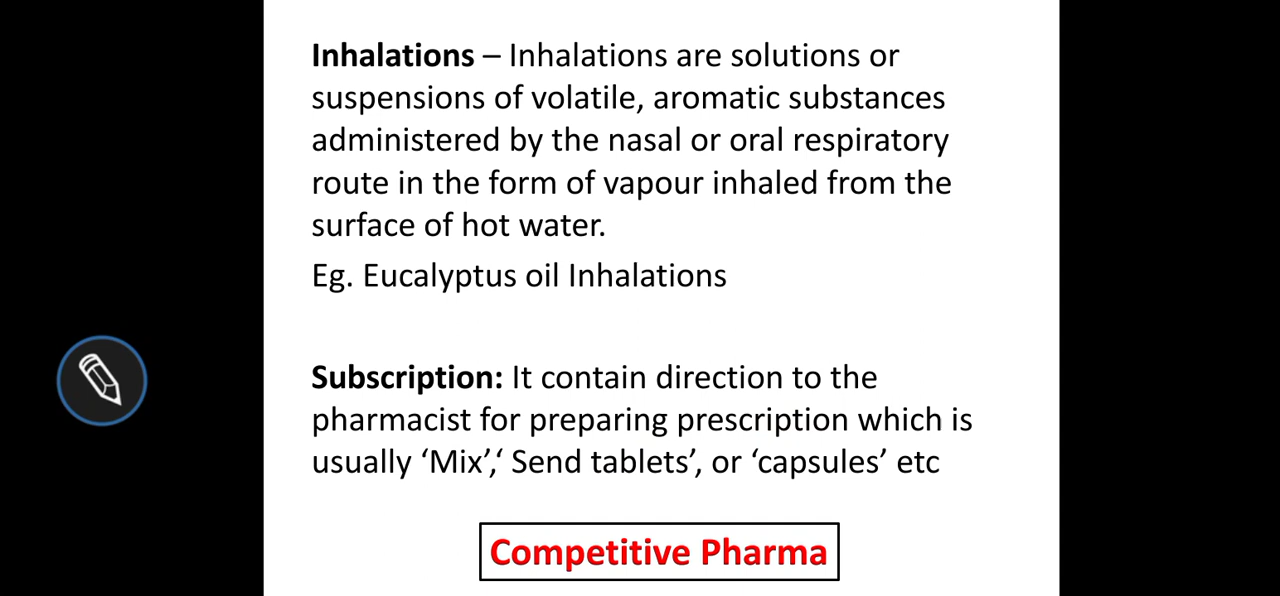 Inhalations – Inhalations are solutions or
suspensions of volatile, aromatic substances
administered by the nasal or oral respiratory
route in the form of vapour inhaled from the
surface of hot water.
Eg. Eucalyptus oil Inhalations
Subscription: It contain direction to the
pharmacist for preparing prescription which is
usually ‘Mix’,‘ Send tablets’, or ‘capsules’ etc
Competitive Pharma